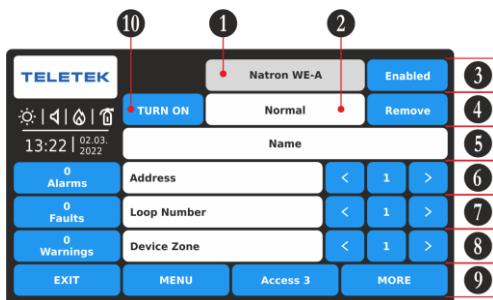 10 1 2
TELETEK Natron WE-A Enabled 3
TURN ON Normal Remove 4
13:22 02.03. 2022 Name 5
0 Alarms Address < 1 > 6
0 Faults Loop Number < 1 > 7
0 Warnings Device Zone < 1 > 8
EXIT MENU Access 3 MORE 9